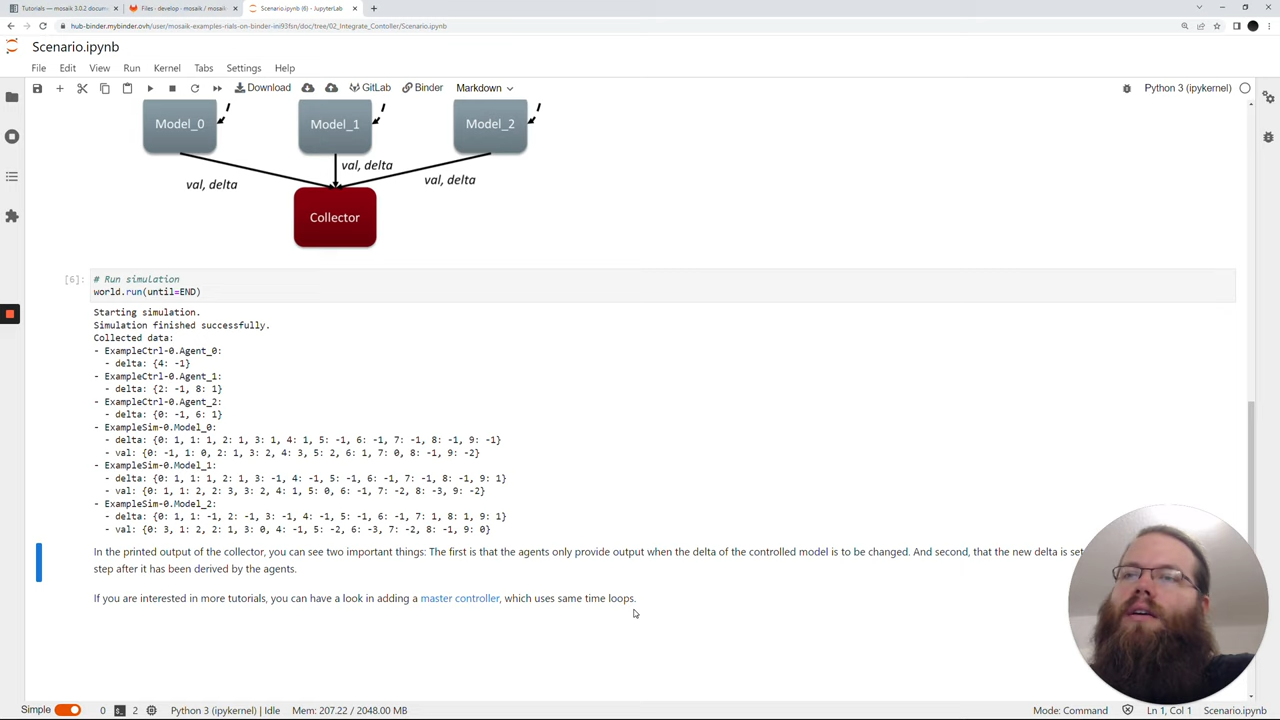 Tutorials — mosaik 3.0.2 docum
Files · develop · mosaik / mosaik
Scenario.ipynb (6) - JupyterLab
hub-binder.mybinder.ovh/user/mosaik-examples-rials-on-binder-ini93fsn/doc/tree/02_Integrate_Contoller/Scenario.ipynb
Scenario.ipynb
File Edit View Run Kernel Tabs Settings Help
Download GitLab Binder Markdown Python 3 (ipykernel)
Model_0 Model_1 Model_2
val, delta val, delta val, delta
Collector
[6]:
# Run simulation
world.run(until=END)
Starting simulation.
Simulation finished successfully.
Collected data:
- ExampleCtrl-0.Agent_0:
- delta: {4: -1}
- ExampleCtrl-0.Agent_1:
- delta: {2: -1, 8: 1}
- ExampleCtrl-0.Agent_2:
- delta: {0: -1, 6: 1}
- ExampleSim-0.Model_0:
- delta: {0: 1, 1: 1, 2: 1, 3: 1, 4: 1, 5: -1, 6: -1, 7: -1, 8: -1, 9: -1}
- val: {0: -1, 1: 0, 2: 1, 3: 2, 4: 3, 5: 2, 6: 1, 7: 0, 8: -1, 9: -2}
- ExampleSim-0.Model_1:
- delta: {0: 1, 1: 1, 2: 1, 3: -1, 4: -1, 5: -1, 6: -1, 7: -1, 8: -1, 9: 1}
- val: {0: 1, 1: 2, 2: 3, 3: 2, 4: 1, 5: 0, 6: -1, 7: -2, 8: -3, 9: -2}
- ExampleSim-0.Model_2:
- delta: {0: 1, 1: -1, 2: -1, 3: -1, 4: -1, 5: -1, 6: -1, 7: 1, 8: 1, 9: 1}
- val: {0: 3, 1: 2, 2: 1, 3: 0, 4: -1, 5: -2, 6: -3, 7: -2, 8: -1, 9: 0}
In the printed output of the collector, you can see two important things: The first is that the agents only provide output when the delta of the controlled model is to be changed. And second, that the new delta is set
step after it has been derived by the agents.
If you are interested in more tutorials, you can have a look in adding a master controller, which uses same time loops.
Simple 0 2 Python 3 (ipykernel) | Idle Mem: 207.22 / 2048.00 MB Mode: Command Ln 1, Col 1 Scenario.ipynb